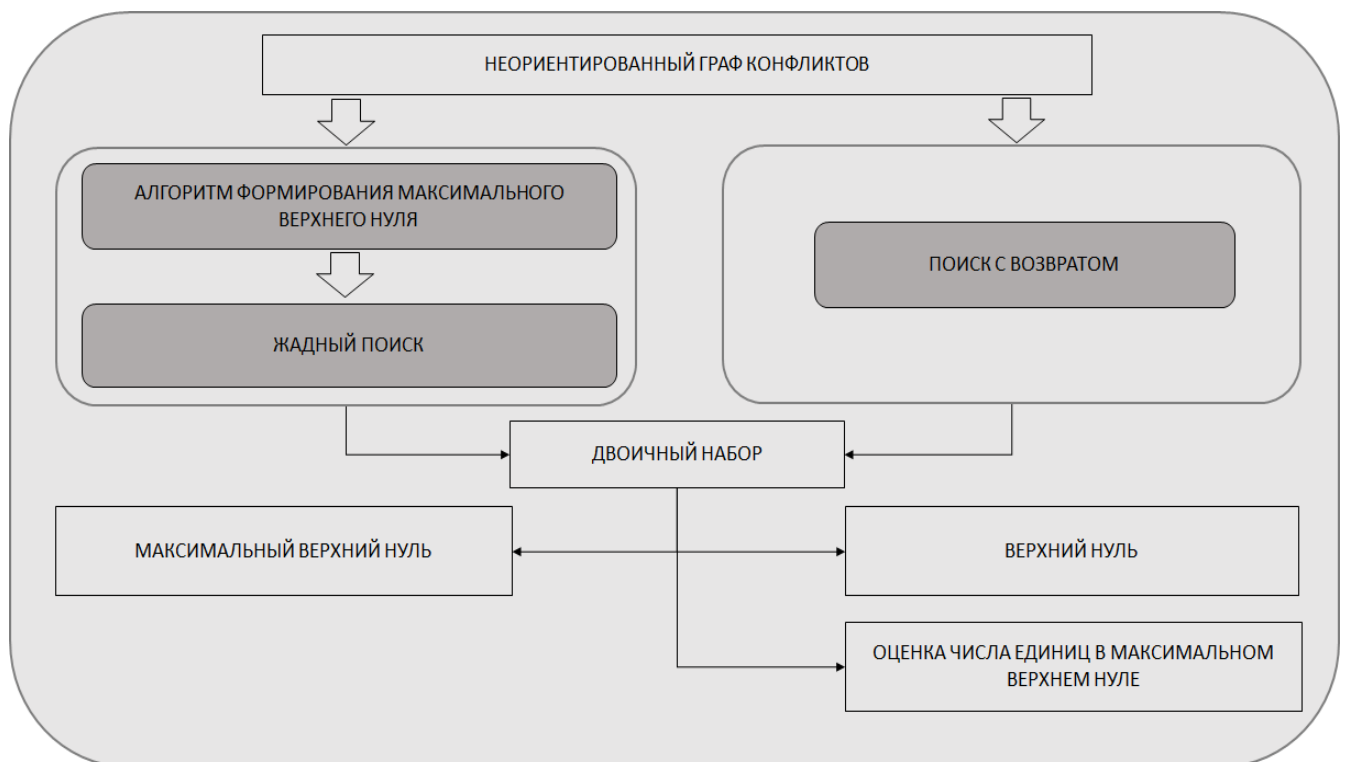 НЕОРИЕНТИРОВАННЫЙ ГРАФ КОНФЛИКТОВ
АЛГОРИТМ ФОРМИРОВАНИЯ МАКСИМАЛЬНОГО
ВЕРХНЕГО НУЛЯ
ЖАДНЫЙ ПОИСК
ПОИСК С ВОЗВРАТОМ
ДВОИЧНЫЙ НАБОР
МАКСИМАЛЬНЫЙ ВЕРХНИЙ НУЛЬ
ВЕРХНИЙ НУЛЬ
ОЦЕНКА ЧИСЛА ЕДИНИЦ В МАКСИМАЛЬНОМ
ВЕРХНЕМ НУЛЕ